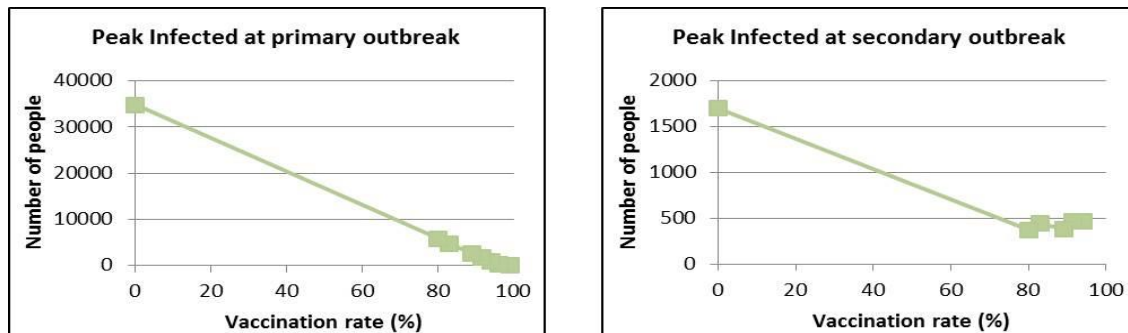 Peak Infected at primary outbreak
Number of people
40000
30000
20000
10000
0
0 20 40 60 80 100
Vaccination rate (%)
Peak Infected at secondary outbreak
Number of people
2000
1500
1000
500
0
0 20 40 60 80 100
Vaccination rate (%)